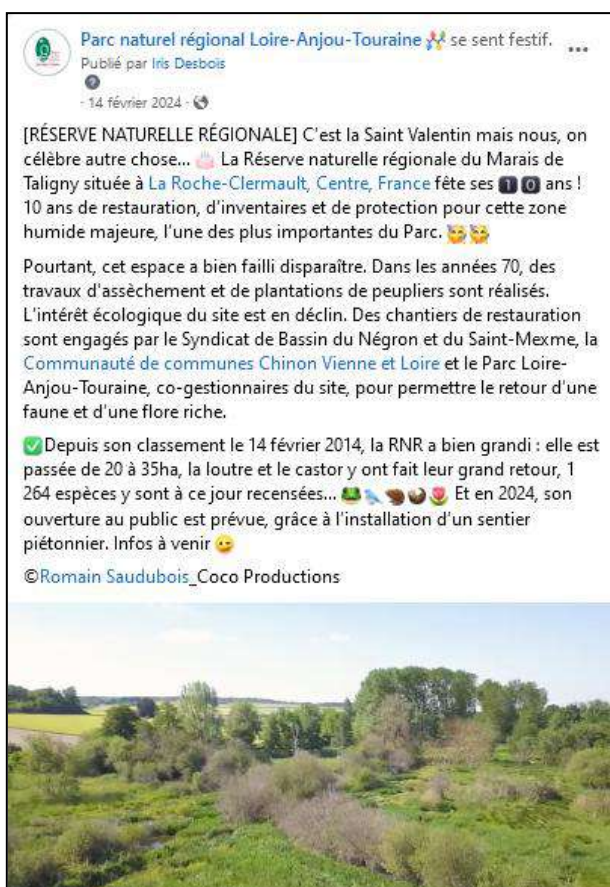 Parc naturel régional Loire-Anjou-Touraine 🎊 se sent festif.
Publié par Iris Desbois
· 14 février 2024 ·
[RÉSERVE NATURELLE RÉGIONALE] C'est la Saint Valentin mais nous, on
célèbre autre chose... 🎂 La Réserve naturelle régionale du Marais de
Taligny située à La Roche-Clermault, Centre, France fête ses 1️⃣0️⃣ ans !
10 ans de restauration, d'inventaires et de protection pour cette zone
humide majeure, l'une des plus importantes du Parc. 🥳🥳
Pourtant, cet espace a bien failli disparaître. Dans les années 70, des
travaux d'assèchement et de plantations de peupliers sont réalisés.
L'intérêt écologique du site est en déclin. Des chantiers de restauration
sont engagés par le Syndicat de Bassin du Négron et du Saint-Mexme, la
Communauté de communes Chinon Vienne et Loire et le Parc Loire-
Anjou-Touraine, co-gestionnaires du site, pour permettre le retour d'une
faune et d'une flore riche.
✅Depuis son classement le 14 février 2014, la RNR a bien grandi : elle est
passée de 20 à 35ha, la loutre et le castor y ont fait leur grand retour, 1
264 espèces y sont à ce jour recensées... Et en 2024, son
ouverture au public est prévue, grâce à l'installation d'un sentier
piétonnier. Infos à venir 😉
©Romain Saudubois_Coco Productions